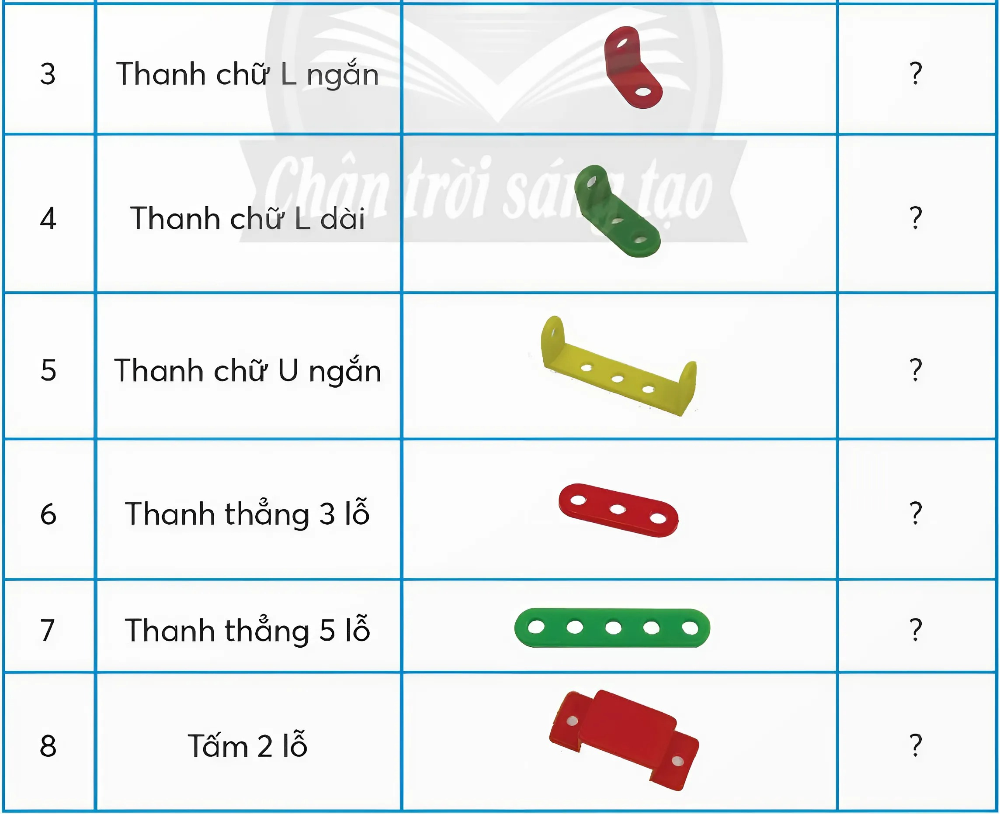 3 Thanh chữ L ngắn ?
Chân trời sáng tạo
4 Thanh chữ L dài ?
5 Thanh chữ U ngắn ?
6 Thanh thẳng 3 lỗ ?
7 Thanh thẳng 5 lỗ ?
8 Tấm 2 lỗ ?